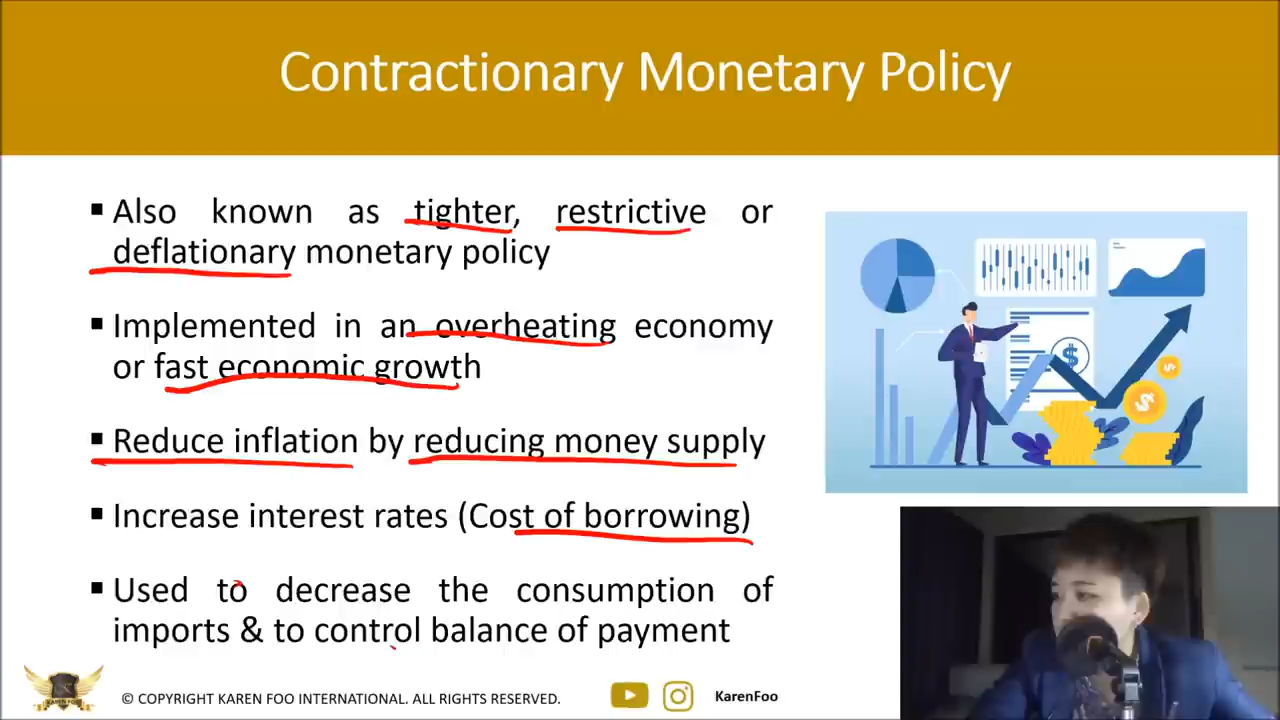 Contractionary Monetary Policy
▪ Also known as tighter, restrictive or
deflationary monetary policy
▪ Implemented in an overheating economy
or fast economic growth
▪ Reduce inflation by reducing money supply
▪ Increase interest rates (Cost of borrowing)
▪ Used to decrease the consumption of
imports & to control balance of payment
$
$
$
KAREN FOO
© COPYRIGHT KAREN FOO INTERNATIONAL. ALL RIGHTS RESERVED.
KarenFoo